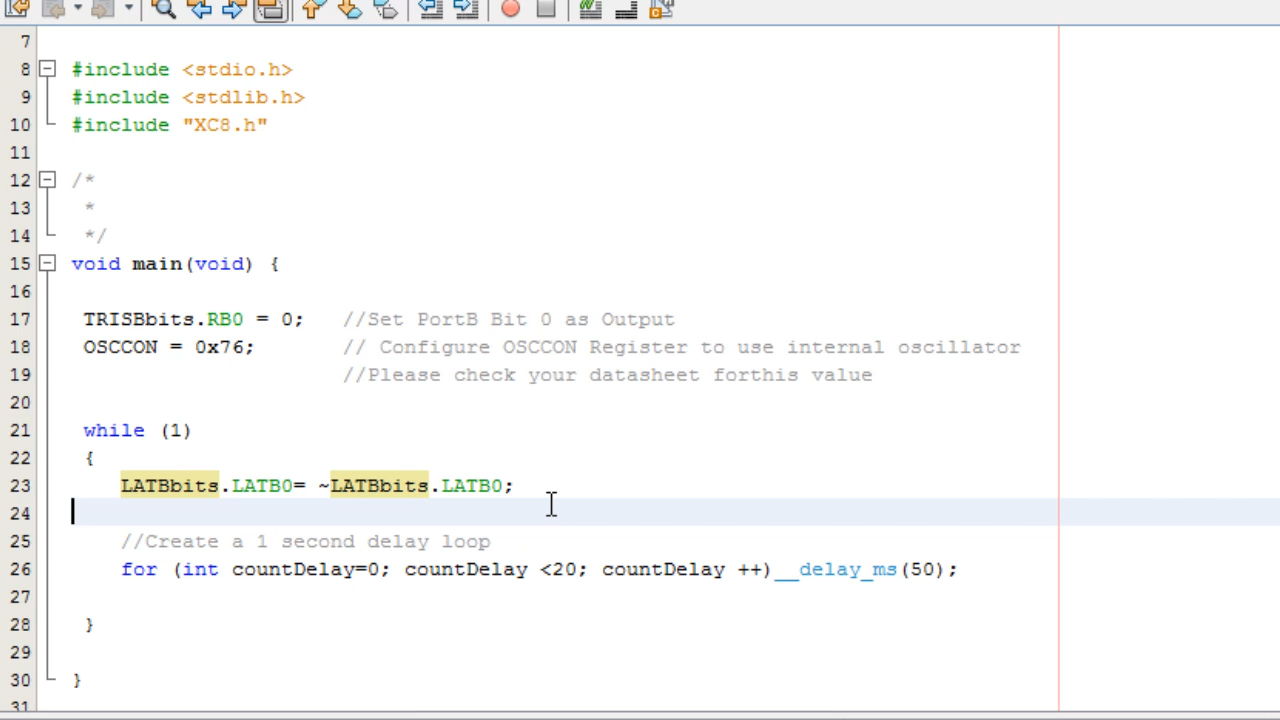 7
8 #include <stdio.h>
9 #include <stdlib.h>
10 #include "XC8.h"
11
12 /*
13 *
14 */
15 void main(void) {
16
17 TRISBbits.RB0 = 0; //Set PortB Bit 0 as Output
18 OSCCON = 0x76; // Configure OSCCON Register to use internal oscillator
19 //Please check your datasheet forthis value
20
21 while (1)
22 {
23 LATBbits.LATB0= ~LATBbits.LATB0;
24
25 //Create a 1 second delay loop
26 for (int countDelay=0; countDelay <20; countDelay ++)__delay_ms(50);
27
28 }
29
30 }
31